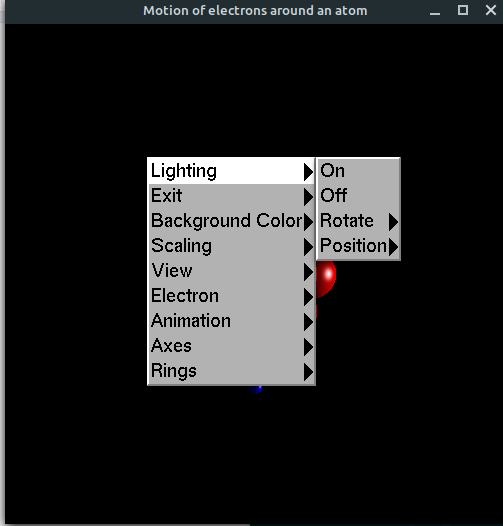 Motion of electrons around an atom
Lighting
Exit
Background Color
Scaling
View
Electron
Animation
Axes
Rings
On
Off
Rotate
Position